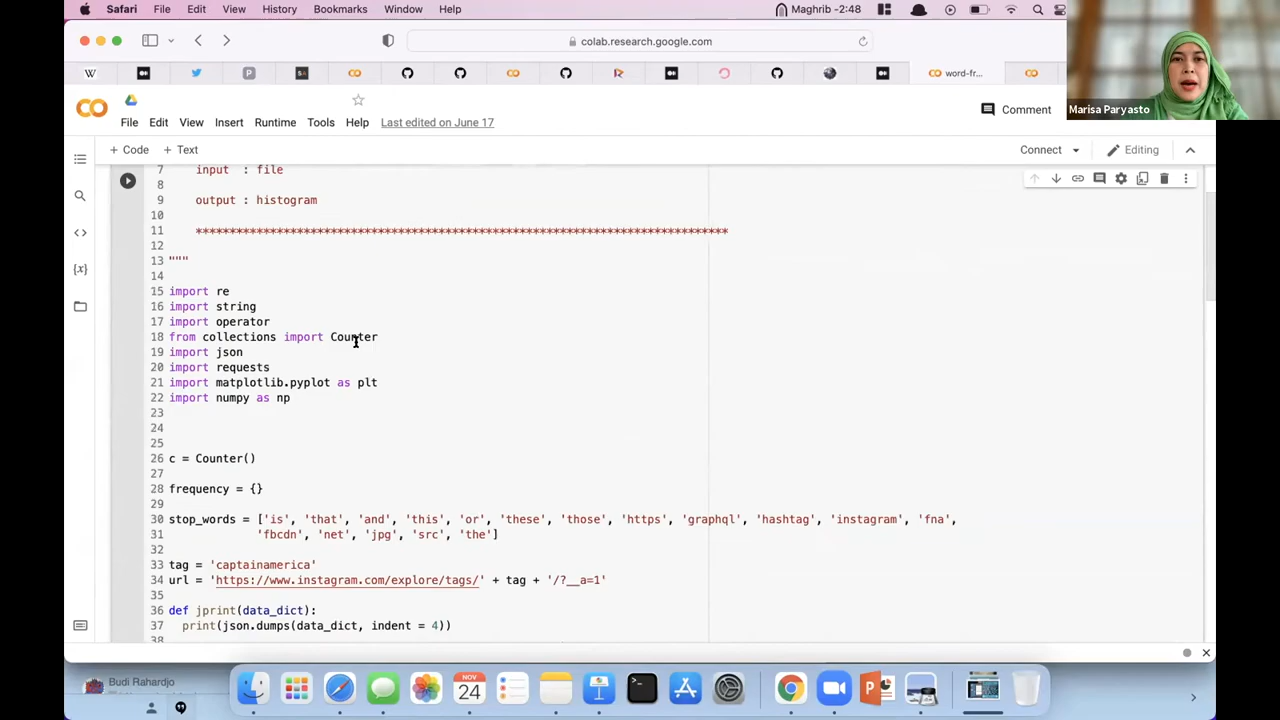 Safari File Edit View History Bookmarks Window Help Maghrib -2:48
colab.research.google.com
word-fr...
Marisa Paryasto
File Edit View Insert Runtime Tools Help Last edited on June 17
Comment
+ Code + Text
Connect Editing
7 input : file
8
9 output : histogram
10
11 *******************************************************************************
12
13 """
14
15 import re
16 import string
17 import operator
18 from collections import Counter
19 import json
20 import requests
21 import matplotlib.pyplot as plt
22 import numpy as np
23
24
25
26 c = Counter()
27
28 frequency = {}
29
30 stop_words = ['is', 'that', 'and', 'this', 'or', 'these', 'those', 'https', 'graphql', 'hashtag', 'instagram', 'fna',
31 'fbcdn', 'net', 'jpg', 'src', 'the']
32
33 tag = 'captainamerica'
34 url = 'https://www.instagram.com/explore/tags/' + tag + '/?__a=1'
35
36 def jprint(data_dict):
37 print(json.dumps(data_dict, indent = 4))
38
Budi Rahardjo
NOV
24